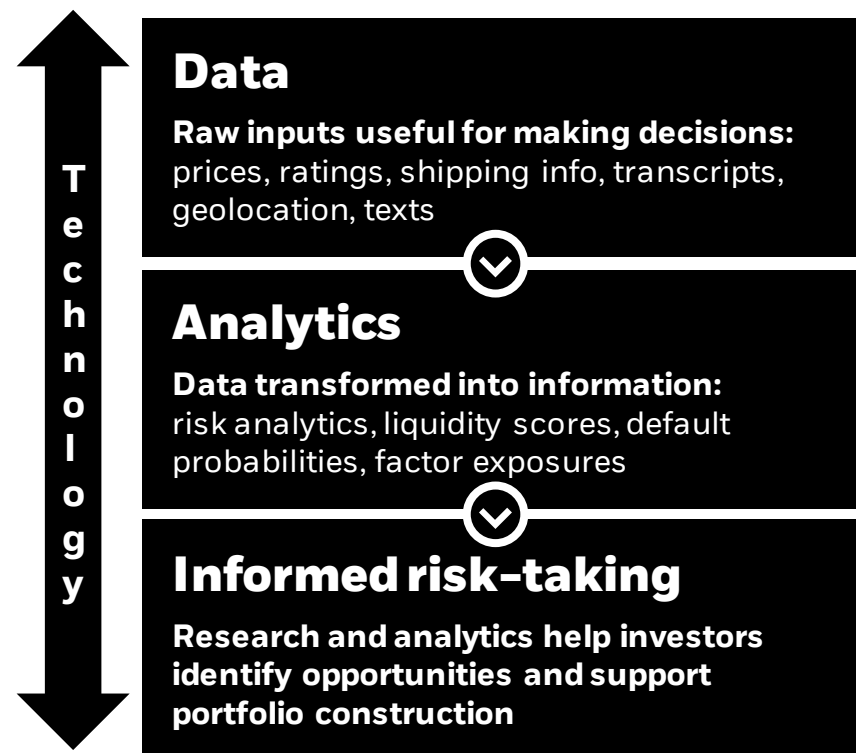 Technology
Data
Raw inputs useful for making decisions:
prices, ratings, shipping info, transcripts,
geolocation, texts
Analytics
Data transformed into information:
risk analytics, liquidity scores, default
probabilities, factor exposures
Informed risk-taking
Research and analytics help investors
identify opportunities and support
portfolio construction